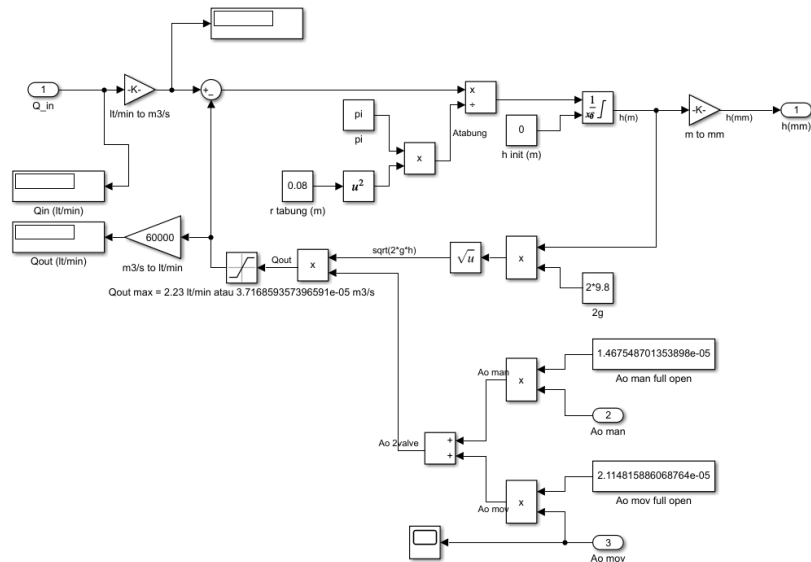 1
Q_in
-K-
lt/min to m3/s
+
-
Qin (lt/min)
Qout (lt/min)
60000
m3/s to lt/min
pi
pi
0.08
r tabung (m)
u²
x
x
÷
Atabung
0
h init (m)
1
h(m)
-K-
m to mm
h(mm)
1
h(mm)
Qout
x
sqrt(2*g*h)
√u
x
2*9.8
2g
Qout max = 2.23 lt/min atau 3.716859357396591e-05 m3/s
Ao man
x
1.467548701353898e-05
Ao man full open
2
Ao man
Ao 2valve
+
+
Ao mov
x
2.114815886068764e-05
Ao mov full open
3
Ao mov